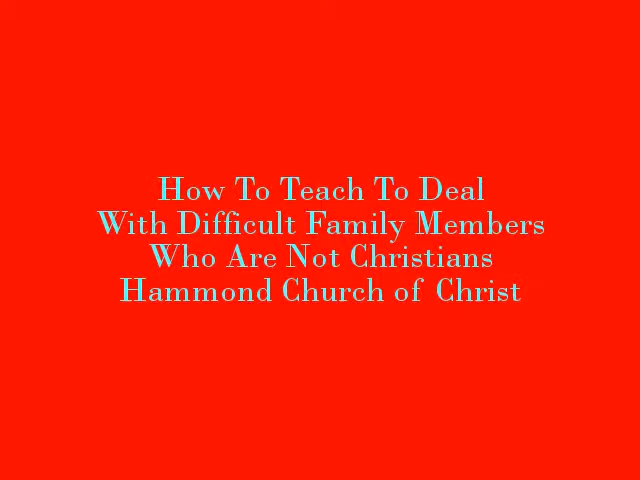 How To Teach To Deal
With Difficult Family Members
Who Are Not Christians
Hammond Church of Christ